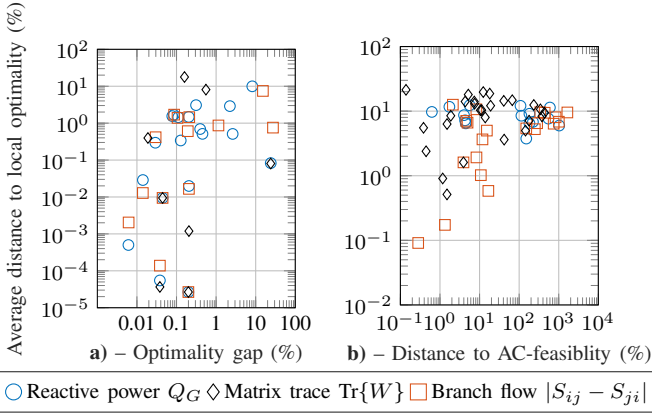 Average distance to local optimality (%)
10^2
10^1
10^0
10^−1
10^−2
10^−3
10^−4
10^−5
0.01 0.1 1 10 100
a) – Optimality gap (%)
10^2
10^1
10^0
10^−1
10^−2
10^−1 10^0 10^1 10^2 10^3 10^4
b) – Distance to AC-feasiblity (%)
Reactive power Q_G Matrix trace Tr{W} Branch flow |S_ij − S_ji|